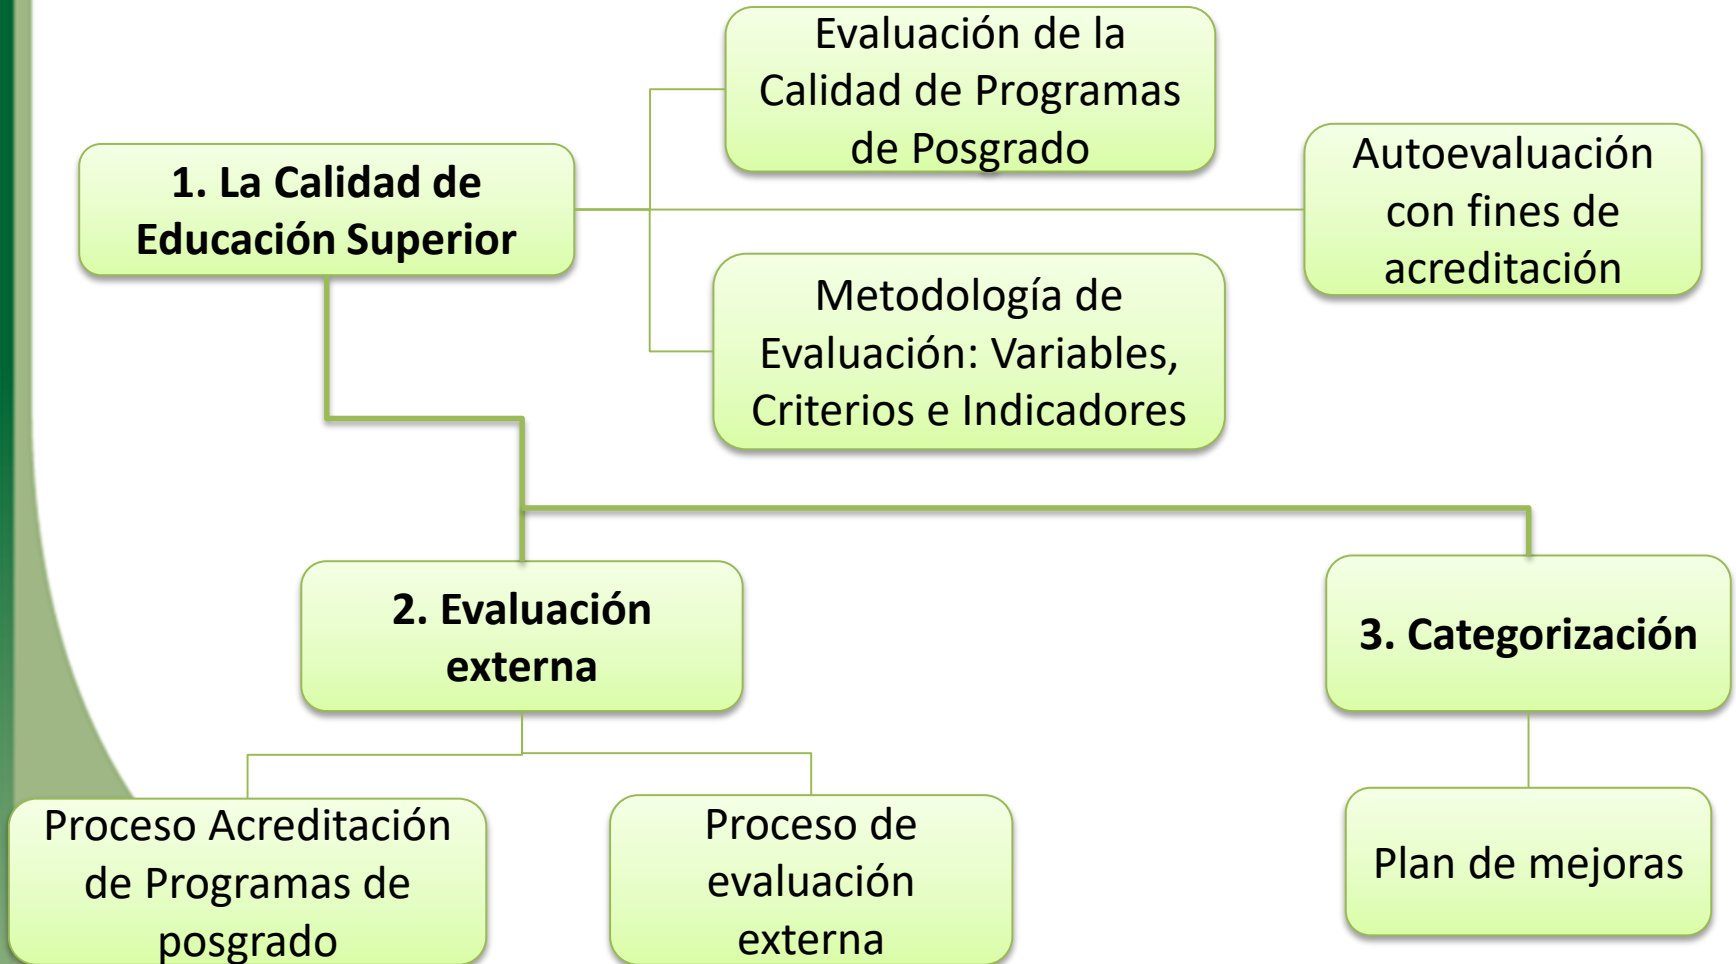 Evaluación de la
Calidad de Programas
de Posgrado
1. La Calidad de
Educación Superior
Autoevaluación
con fines de
acreditación
Metodología de
Evaluación: Variables,
Criterios e Indicadores
2. Evaluación
externa
3. Categorización
Proceso Acreditación
de Programas de
posgrado
Proceso de
evaluación
externa
Plan de mejoras